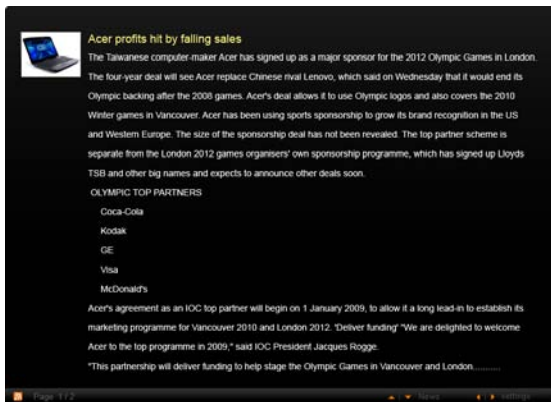 Acer profits hit by falling sales
The Taiwanese computer-maker Acer has signed up as a major sponsor for the 2012 Olympic Games in London.
The four-year deal will see Acer replace Chinese rival Lenovo, which said on Wednesday that it would end its
Olympic backing after the 2008 games. Acer's deal allows it to use Olympic logos and also covers the 2010
Winter games in Vancouver. Acer has been using sports sponsorship to grow its brand recognition in the US
and Western Europe. The size of the sponsorship deal has not been revealed. The top partner scheme is
separate from the London 2012 games organisers' own sponsorship programme, which has signed up Lloyds
TSB and other big names and expects to announce other deals soon.
OLYMPIC TOP PARTNERS
Coca-Cola
Kodak
GE
Visa
McDonald's
Acer's agreement as an IOC top partner will begin on 1 January 2009, to allow it a long lead-in to establish its
marketing programme for Vancouver 2010 and London 2012. 'Deliver funding' "We are delighted to welcome
Acer to the top programme in 2009," said IOC President Jacques Rogge.
"This partnership will deliver funding to help stage the Olympic Games in Vancouver and London...........
Page 1 / 2 News settings